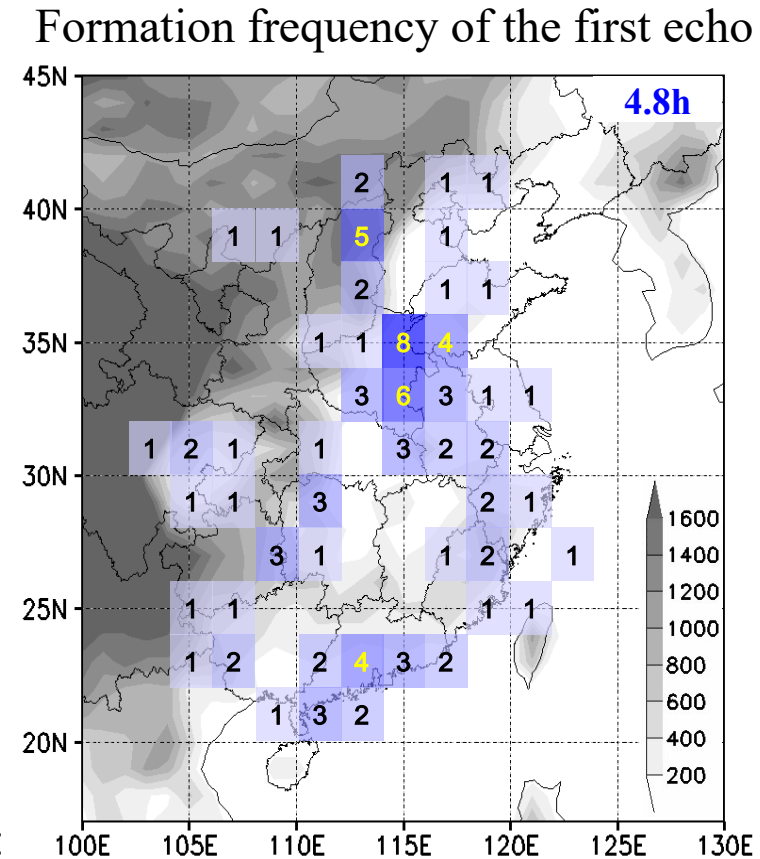 Formation frequency of the first echo
45N
4.8h
2 1 1
40N
1 1 5 1
2 1 1
35N 1 1 8 4
3 6 3 1 1
1 2 1 1 3 2 2
30N
1 1 3 2 1
1600
3 1 1 2 1
1400
1200
25N 1 1 1 1
1000
1 2 2 4 3 2
800
600
1 3 2
20N
400
200
100E 105E 110E 115E 120E 125E 130E